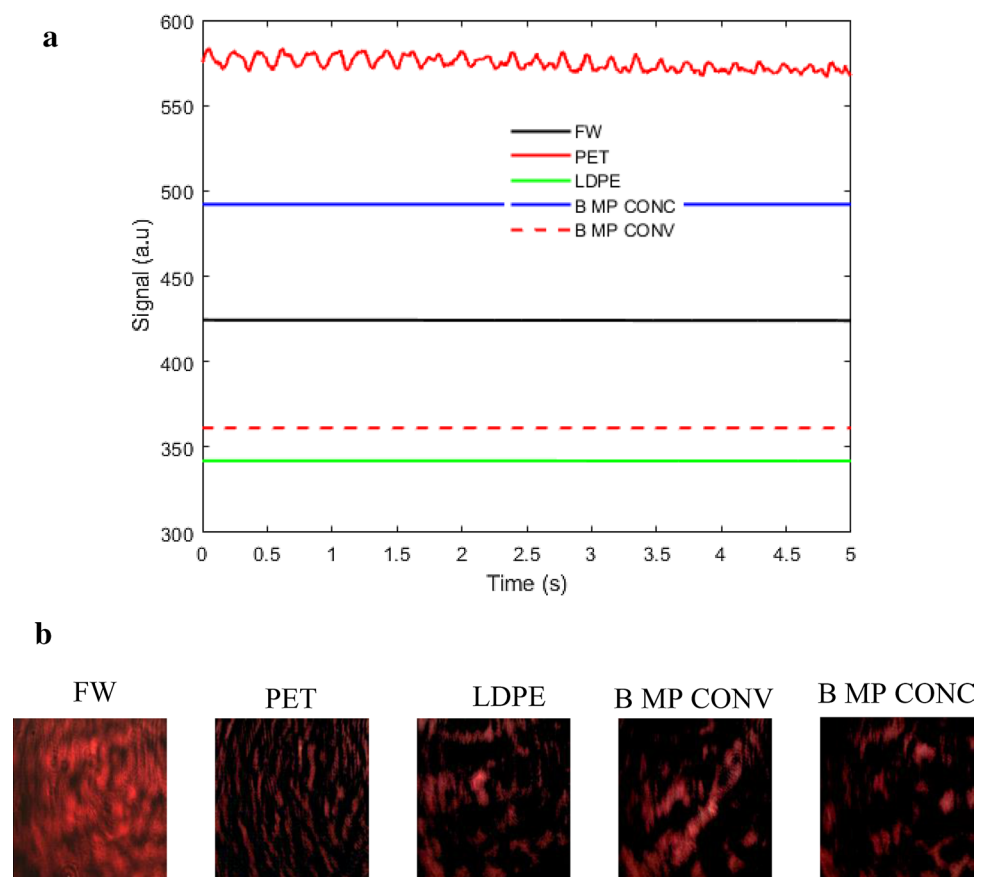 a
600
550
500
450
400
350
300
Signal (a.u)
FW
PET
LDPE
B MP CONC
B MP CONV
0 0.5 1 1.5 2 2.5 3 3.5 4 4.5 5
Time (s)
b
FW PET LDPE B MP CONV B MP CONC